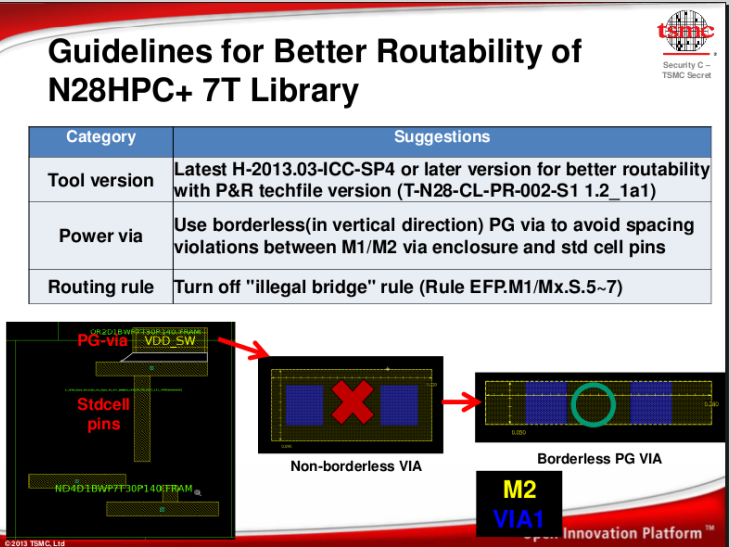 Guidelines for Better Routability of
N28HPC+ 7T Library
tsmc
Security C –
TSMC Secret
Category
Suggestions
Tool version
Latest H-2013.03-ICC-SP4 or later version for better routability
with P&R techfile version (T-N28-CL-PR-002-S1 1.2_1a1)
Power via
Use borderless(in vertical direction) PG via to avoid spacing
violations between M1/M2 via enclosure and std cell pins
Routing rule
Turn off "illegal bridge" rule (Rule EFP.M1/Mx.S.5~7)
OR2D1BWP7T30P140.FRAM
PG-via
VDD_SW
Stdcell
pins
ND4D1BWP7T30P140.FRAM
Non-borderless VIA
0.050
Borderless PG VIA
M2
VIA1
Open Innovation Platform™
©2013 TSMC, Ltd